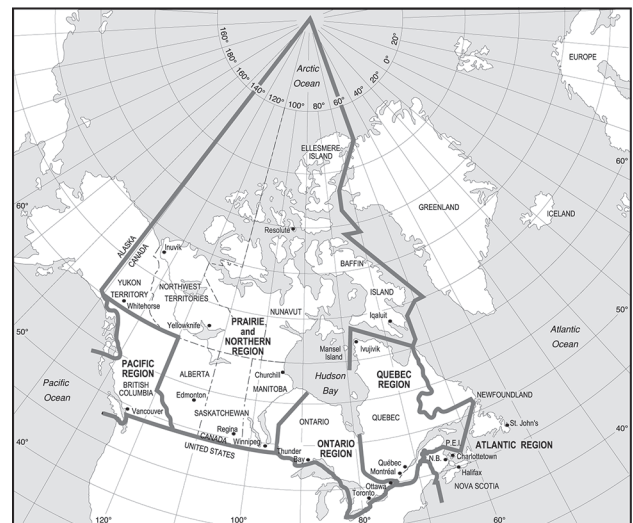 160°
180°
160°
140°
120°
100°
80°
60°
40°
20°
0°
20°
Arctic
Ocean
EUROPE
ELLESMERE
ISLAND
60°
60°
GREENLAND
ICELAND
ALASKA
CANADA
Inuvik
Resolute
BAFFIN
ISLAND
YUKON
TERRITORY
Whitehorse
NORTHWEST
TERRITORIES
NUNAVUT
Iqaluit
Yellowknife
PRAIRIE
and
NORTHERN
REGION
50°
50°
Atlantic
Ocean
Mansel
Island
Ivujivik
PACIFIC
REGION
BRITISH
COLUMBIA
Vancouver
ALBERTA
Edmonton
Churchill
MANITOBA
Hudson
Bay
QUEBEC
REGION
Pacific
Ocean
SASKATCHEWAN
Regina
CANADA
UNITED STATES
Winnipeg
ONTARIO
QUEBEC
NEWFOUNDLAND
St. John's
Thunder
Bay
ONTARIO
REGION
P.E.I.
ATLANTIC REGION
N.B.
Charlottetown
Halifax
NOVA SCOTIA
Québec
Montréal
Ottawa
Toronto
40°
40°
120°
100°
80°
60°